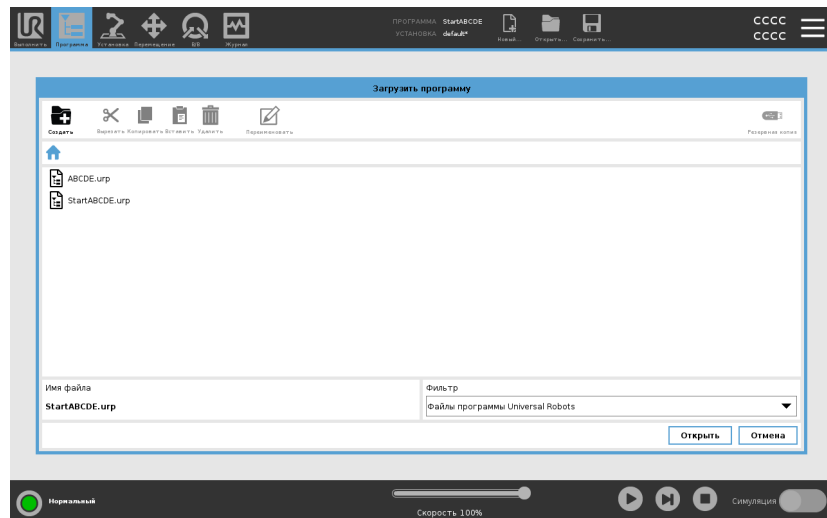 ПРОГРАММА StartABCDE
УСТАНОВКА default*
CCCC
CCCC
Выполнить Программа Установка Перемещение В/В Журнал
Новый... Открыть... Сохранить...
Загрузить программу
Создать Вырезать Копировать Вставить Удалить Переименовать Резервная копия
ABCDE.urp
StartABCDE.urp
Имя файла
Фильтр
StartABCDE.urp
Файлы программы Universal Robots
Открыть Отмена
Нормальный
Скорость 100%
Симуляция